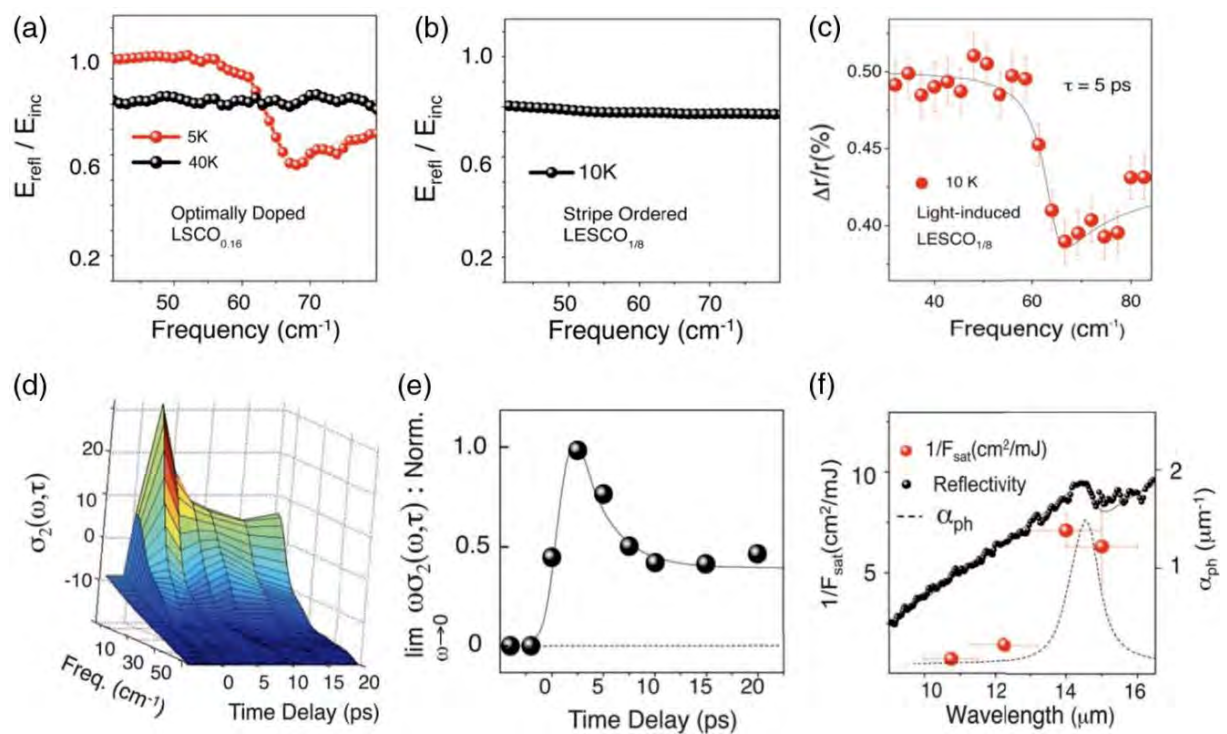 (a)
1.0
0.6
0.2
E_refl / E_inc
5K
40K
Optimally Doped
LSCO_0.16
50 60 70
Frequency (cm⁻¹)
(b)
1.0
0.6
0.2
E_refl / E_inc
10K
Stripe Ordered
LESCO_1/8
50 60 70
Frequency (cm⁻¹)
(c)
0.50
0.45
0.40
Δr/r(%)
τ = 5 ps
10 K
Light-induced
LESCO_1/8
40 60 80
Frequency (cm⁻¹)
(d)
20
10
0
-10
σ₂(ω,τ)
10 30 50
Freq. (cm⁻¹)
0 5 10 15 20
Time Delay (ps)
(e)
1.0
0.5
0
lim ωσ₂(ω,τ) : Norm.
ω→0
0 5 10 15 20
Time Delay (ps)
(f)
10
5
1/F_sat(cm²/mJ)
1/F_sat(cm²/mJ)
Reflectivity
α_ph
2
1
α_ph (μm⁻¹)
10 12 14 16
Wavelength (μm)